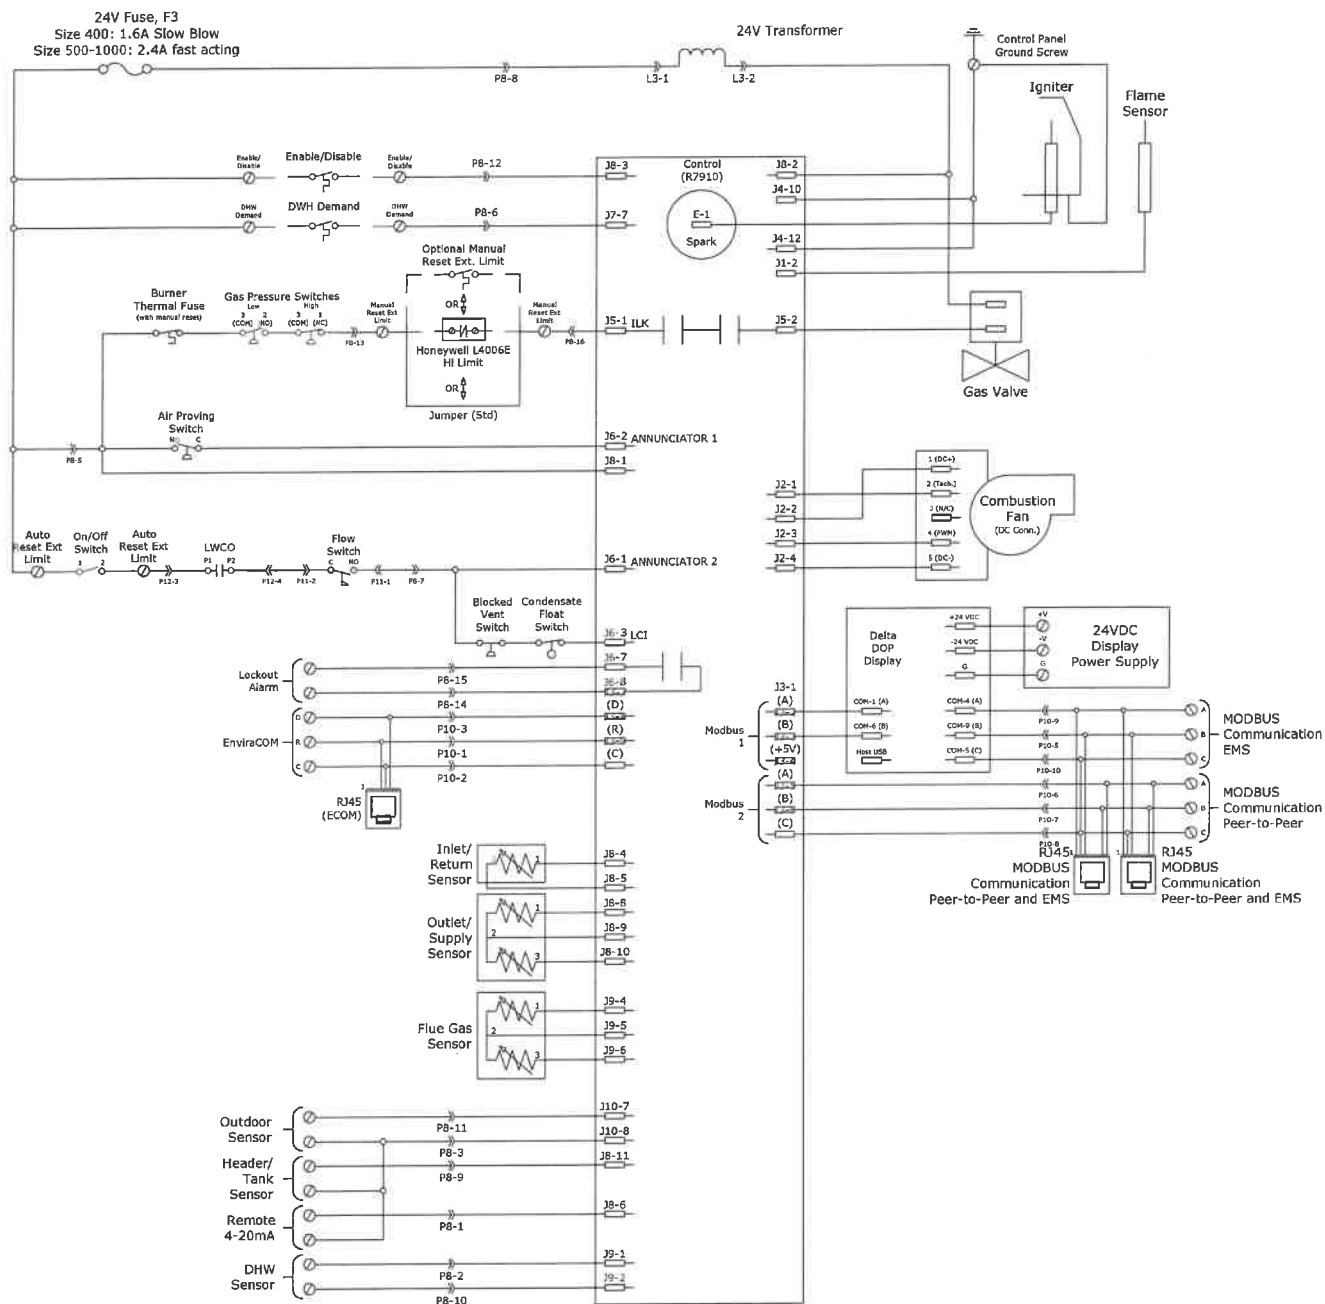 24V Fuse, F3
Size 400: 1.6A Slow Blow
Size 500-1000: 2.4A fast acting
P8-8
L3-1
24V Transformer
L3-2
Control Panel
Ground Screw
Igniter
Flame
Sensor
Enable/
Disable
Enable/Disable
Enable/
Disable
P8-12
J8-3
Control
(R7910)
J8-2
J4-10
DHW
Demand
DWH Demand
DHW
Demand
P8-6
J7-7
E-1
Spark
J4-12
J1-2
Optional Manual
Reset Ext. Limit
Burner
Thermal Fuse
(with manual reset)
Gas Pressure Switches
Low
High
3
2
3
1
(COM)
(NO)
(COM)
(NC)
P8-13
Manual
Reset Ext
Limit
OR
Honeywell L4006E
HI Limit
OR
Jumper (Std)
Manual
Reset Ext
Limit
P8-16
J5-1 ILK
J5-2
Gas Valve
Air Proving
Switch
NO
C
P8-5
J6-2 ANNUNCIATOR 1
J8-1
J2-1
J2-2
J2-3
J2-4
1 (DC+)
2 (Tach.)
3 (N/C)
4 (PWM)
5 (DC-)
Combustion
Fan
(DC Conn.)
Auto
Reset Ext
Limit
On/Off
Switch
1
2
Auto
Reset Ext
Limit
P12-3
LWCO
P1
P2
P12-4
P11-2
Flow
Switch
C
NO
P11-1
P8-7
J6-1 ANNUNCIATOR 2
Blocked
Vent
Switch
Condensate
Float
Switch
J6-3 LCI
Lockout
Alarm
P8-15
J6-7
P8-14
J6-8
EnviraCOM
D
R
C
P10-3
P10-1
P10-2
(D)
(R)
(C)
1
RJ45
(ECOM)
Delta
DOP
Display
+24 VDC
-24 VDC
G
+V
-V
G
24VDC
Display
Power Supply
Modbus
1
J3-1
(A)
(B)
(+5V)
COM-1 (A)
COM-6 (B)
Host USB
COM-4 (A)
COM-9 (B)
COM-5 (C)
P10-9
P10-5
P10-10
A
B
C
MODBUS
Communication
EMS
Modbus
2
(A)
(B)
(C)
P10-6
P10-7
P10-8
A
B
C
MODBUS
Communication
Peer-to-Peer
RJ45
1
MODBUS
Communication
Peer-to-Peer and EMS
1
RJ45
MODBUS
Communication
Peer-to-Peer and EMS
Inlet/
Return
Sensor
1
J8-4
J8-5
Outlet/
Supply
Sensor
1
2
3
J8-8
J8-9
J8-10
Flue Gas
Sensor
1
2
3
J9-4
J9-5
J9-6
Outdoor
Sensor
P8-11
P8-3
J10-7
J10-8
Header/
Tank
Sensor
P8-9
J8-11
Remote
4-20mA
P8-1
J8-6
DHW
Sensor
P8-2
P8-10
J9-1
J9-2